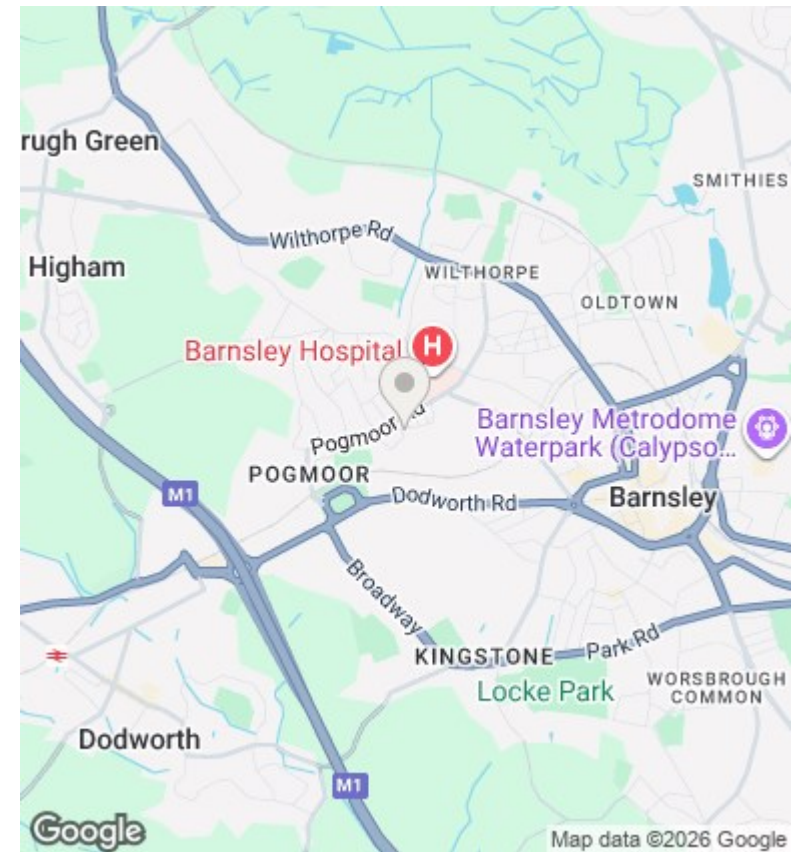 rugh Green
SMITHIES
Wilthorpe Rd
Higham
WILTHORPE
OLDTOWN
Barnsley Hospital
H
Pogmoor Rd
Barnsley Metrodome
Waterpark (Calypso...
POGMOOR
M1
Dodworth Rd
Barnsley
Broadway
KINGSTONE
Park Rd
Locke Park
WORSBROUGH
COMMON
Dodworth
M1
Google
Map data ©2026 Google